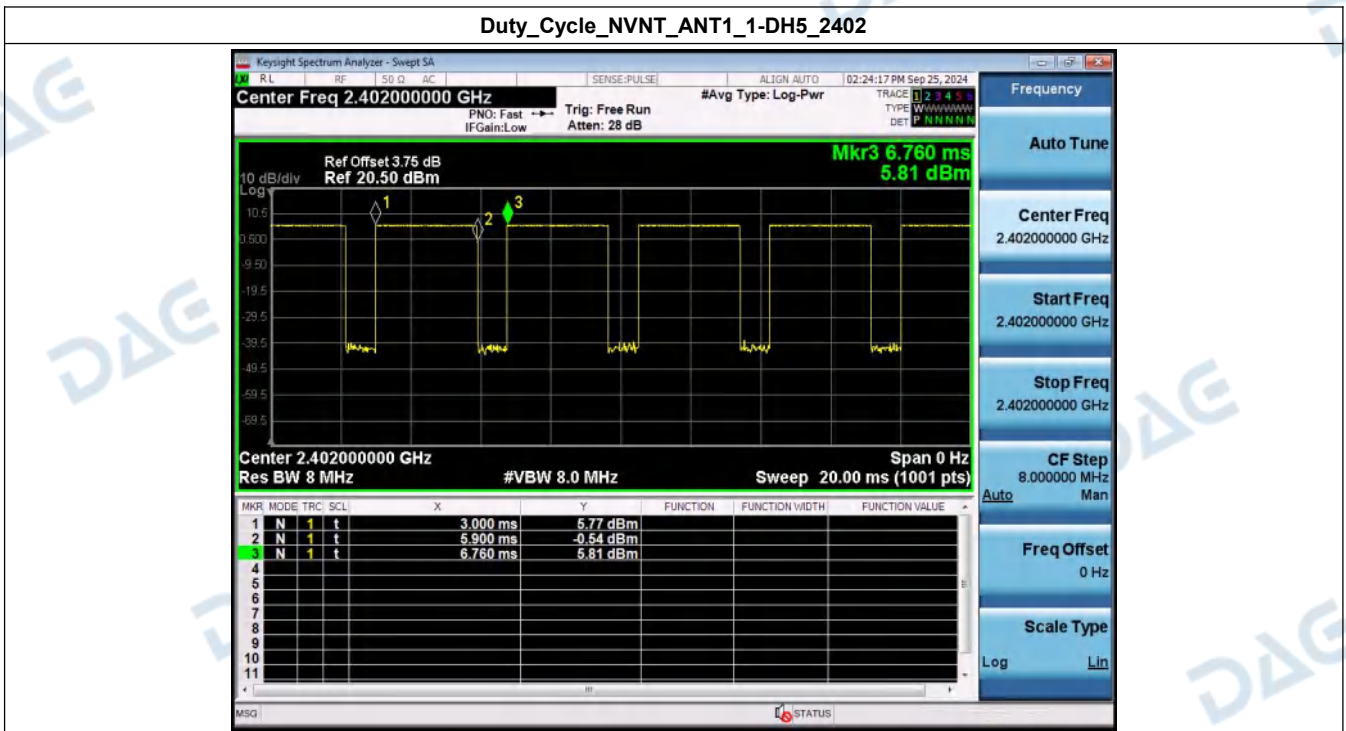 Duty_Cycle_NVNT_ANT1_1-DH5_2402
Keysight Spectrum Analyzer - Swept SA
RL RF 50 Ω AC SENSE:PULSE ALIGN AUTO 02:24:17 PM Sep 25, 2024
Center Freq 2.402000000 GHz
PNO: Fast
IFGain:Low
Trig: Free Run
Atten: 28 dB
#Avg Type: Log-Pwr
TRACE 1 2 3 4 5 6
TYPE WWWWWW
DET P N N N N N
Mkr3 6.760 ms
5.81 dBm
Ref Offset 3.75 dB
10 dB/div Ref 20.50 dBm
Log
10.5
0.500
-9.50
-19.5
-29.5
-39.5
-49.5
-59.5
-69.5
1
2
3
Center 2.402000000 GHz Span 0 Hz
Res BW 8 MHz #VBW 8.0 MHz Sweep 20.00 ms (1001 pts)
MKR MODE TRC SCL X Y FUNCTION FUNCTION WIDTH FUNCTION VALUE
1 N 1 t 3.000 ms 5.77 dBm
2 N 1 t 5.900 ms -0.54 dBm
3 N 1 t 6.760 ms 5.81 dBm
4
5
6
7
8
9
10
11
MSG STATUS
Frequency
Auto Tune
Center Freq
2.402000000 GHz
Start Freq
2.402000000 GHz
Stop Freq
2.402000000 GHz
CF Step
8.000000 MHz
Auto Man
Freq Offset
0 Hz
Scale Type
Log Lin
DAG
DAG
DAG